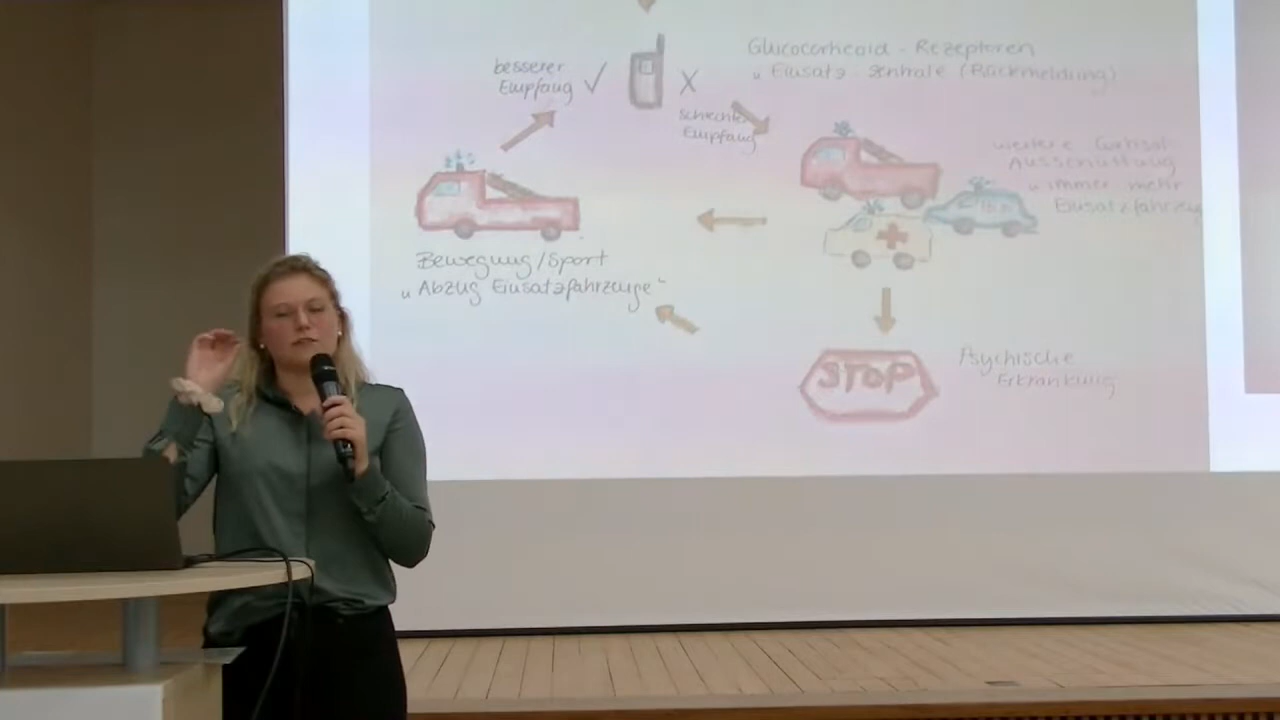 Glucocorticoid - Rezeptoren
„ Einsatz zentrale (Rückmeldung)
besserer
Empfang ✓
X
schlechter
Empfang
weitere Cortisol-
Ausschüttung
„ immer mehr
Einsatzfahrzeug
Bewegung/Sport
„ Abzug Einsatzfahrzeuge“
STOP
Psychische
Erkrankung